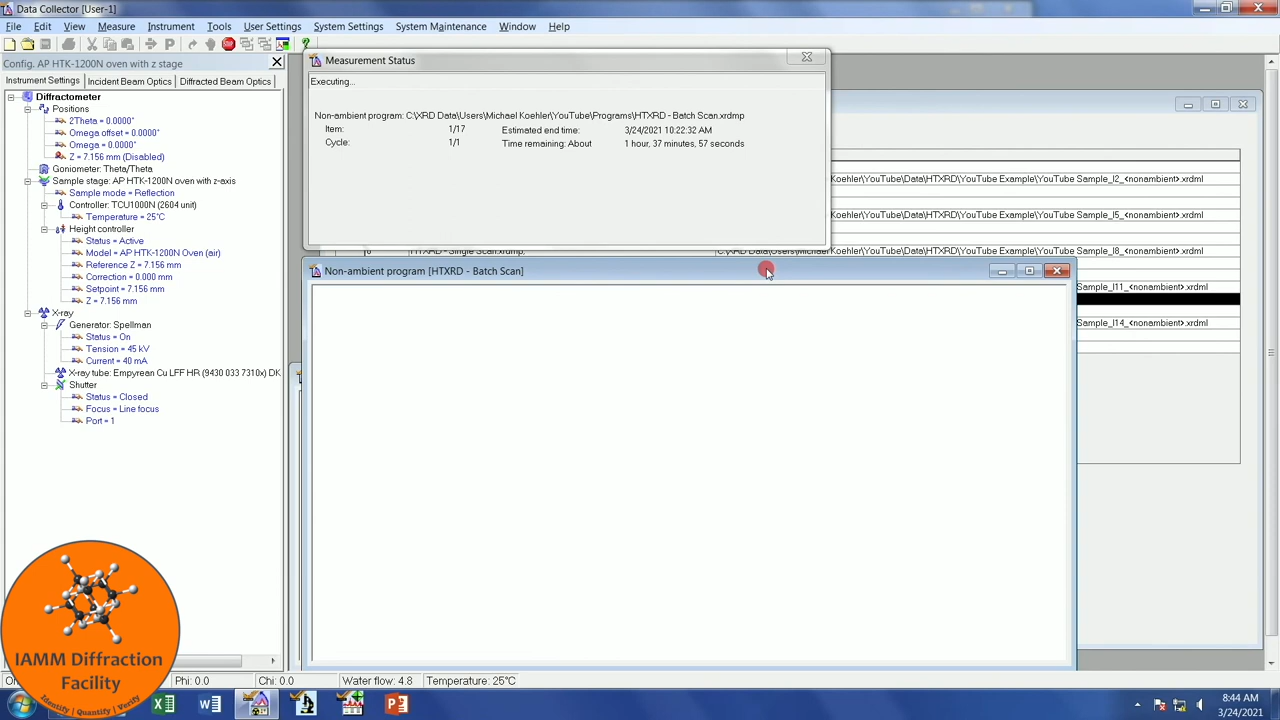 Data Collector [User-1]
File Edit View Measure Instrument Tools User Settings System Settings System Maintenance Window Help
Config. AP HTK-1200N oven with z stage
Instrument Settings Incident Beam Optics Diffracted Beam Optics
Diffractometer
Positions
2Theta = 0.0000°
Omega offset = 0.0000°
Omega = 0.0000°
Z = 7.156 mm (Disabled)
Goniometer: Theta/Theta
Sample stage: AP HTK-1200N oven with z-axis
Sample mode = Reflection
Controller: TCU1000N (2604 unit)
Temperature = 25°C
Height controller
Status = Active
Model = AP HTK-1200N Oven (air)
Reference Z = 7.156 mm
Correction = 0.000 mm
Setpoint = 7.156 mm
Z = 7.156 mm
X-ray
Generator: Spellman
Status = On
Tension = 45 kV
Current = 40 mA
X-ray tube: Empyrean Cu LFF HR (9430 033 7310x) DK
Shutter
Status = Closed
Focus = Line focus
Port = 1
Measurement Status
Executing...
Non-ambient program: C:\XRD Data\Users\Michael Koehler\YouTube\Programs\HTXRD - Batch Scan.xrdmp
Item: 1/17 Estimated end time: 3/24/2021 10:22:32 AM
Cycle: 1/1 Time remaining: About 1 hour, 37 minutes, 57 seconds
Koehler\YouTube\Data\HTXRD\YouTube Example\YouTube Sample_I2_<nonambient>.xrdml
Koehler\YouTube\Data\HTXRD\YouTube Example\YouTube Sample_I5_<nonambient>.xrdml
Koehler\YouTube\Data\HTXRD\YouTube Example\YouTube Sample_I8_<nonambient>.xrdml
Sample_I11_<nonambient>.xrdml
Sample_I14_<nonambient>.xrdml
Non-ambient program [HTXRD - Batch Scan]
IAMM Diffraction
Facility
Identify | Quantify | Verify
Phi: 0.0 Chi: 0.0 Water flow: 4.8 Temperature: 25°C
8:44 AM
3/24/2021